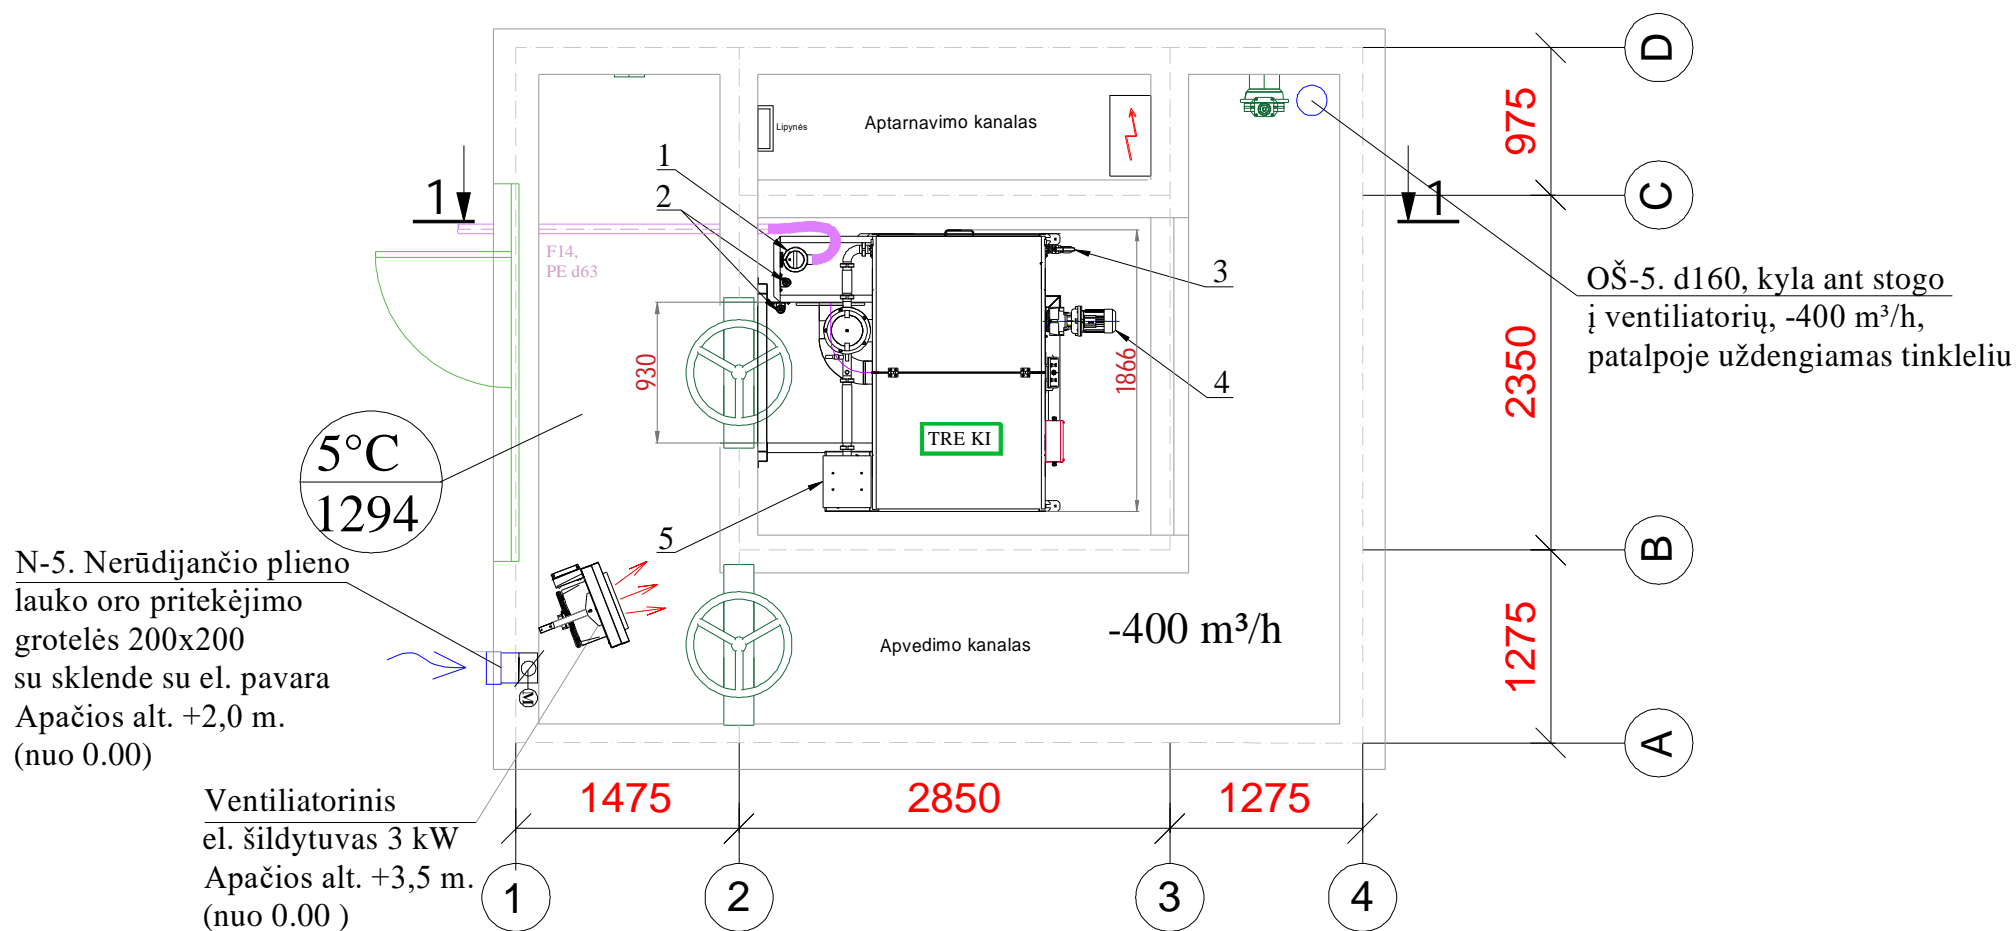 D
975
Aptarnavimo kanalas
Lipynės
1
2
1
1
C
F14,
PE d63
3
OŠ-5. d160, kyla ant stogo
į ventiliatorių, -400 m³/h,
patalpoje uždengiamas tinkleliu
930
1866
4
2350
TRE KI
5°C
1294
5
B
N-5. Nerūdijančio plieno
lauko oro pritekėjimo
grotelės 200x200
su sklende su el. pavara
Apačios alt. +2,0 m.
(nuo 0.00)
M
Apvedimo kanalas
-400 m³/h
1275
A
Ventiliatorinis
el. šildytuvas 3 kW
Apačios alt. +3,5 m.
(nuo 0.00 )
1475
2850
1275
1
2
3
4